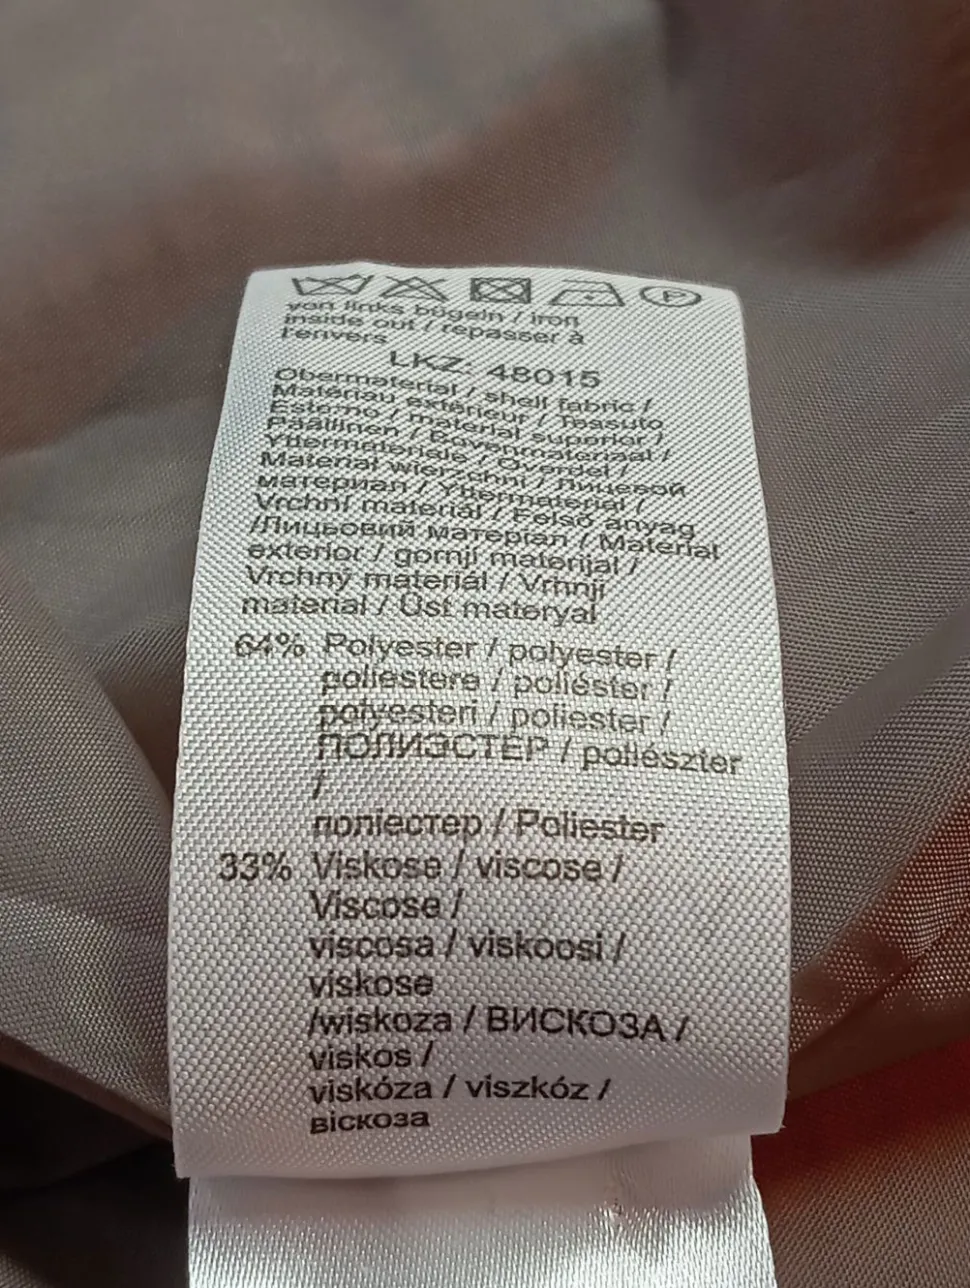 von links bügeln / iron
inside out / repasser à
l'envers
LKZ: 48015
Obermaterial / shell fabric /
Matériau extérieur / Tessuto
Esterno / material superior /
Päällinen / Bovenmateriaal /
Yttermateriale / Overdel /
Materiał wierzchni / Лицевой
материал / Yttermaterial /
Vrchní materiál / Felső anyag
/Лицьовий матеріал / Material
exterior / gornji materijal /
Vrchný materiál / Vrhnji
material / Üst materyal
64% Polyester / polyester /
poliestere / poliéster /
polyesteri / poliester /
ПОЛИЭСТЕР / poliészter
/
поліестер / Poliester
33% Viskose / viscose /
Viscose /
viscosa / viskoosi /
viskose
/wiskoza / ВИСКОЗА /
viskos /
viskóza / viszkóz /
віскоза